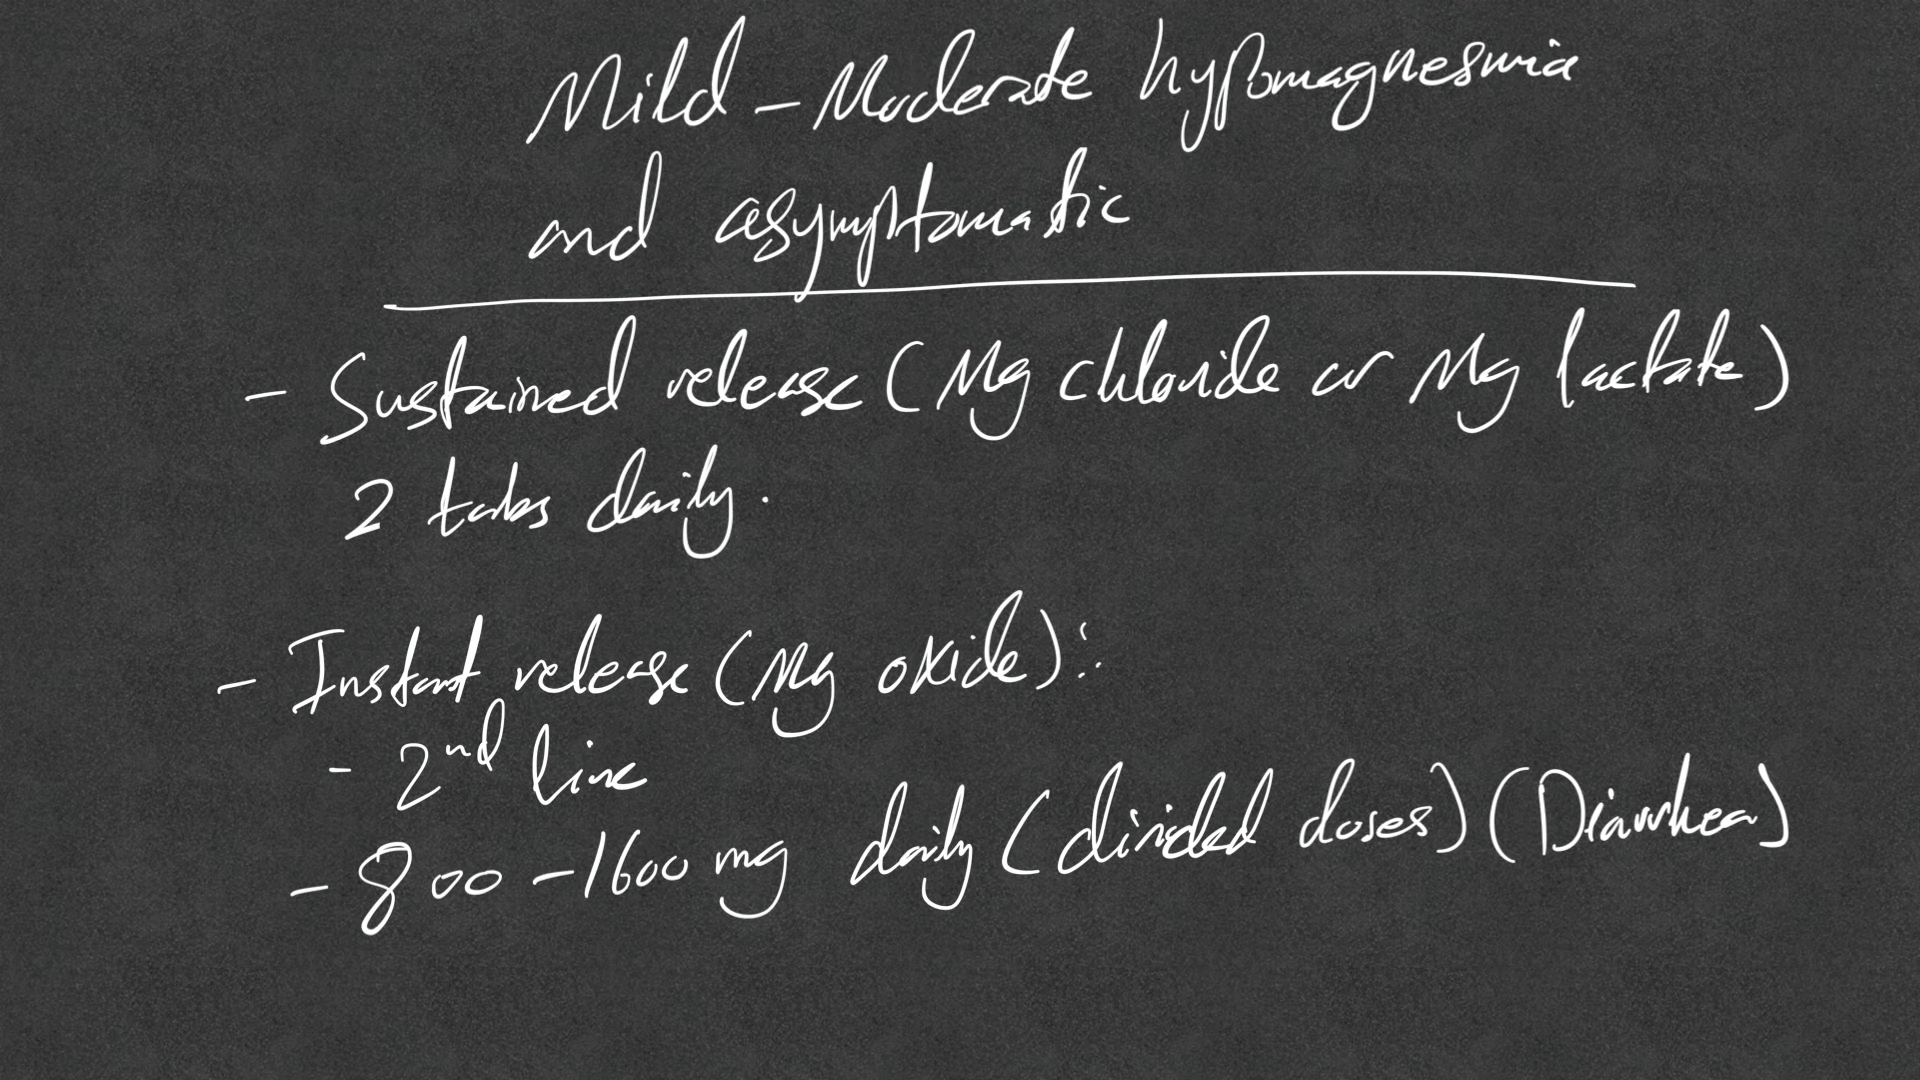 Mild - Moderate hypomagnesmia
and asymptomatic
- Sustained release (Mg chloride or Mg lactate)
2 tabs daily.
- Instant release (Mg oxide):
- 2nd line
- 800 - 1600 mg daily (divided doses) (Diarrhea)